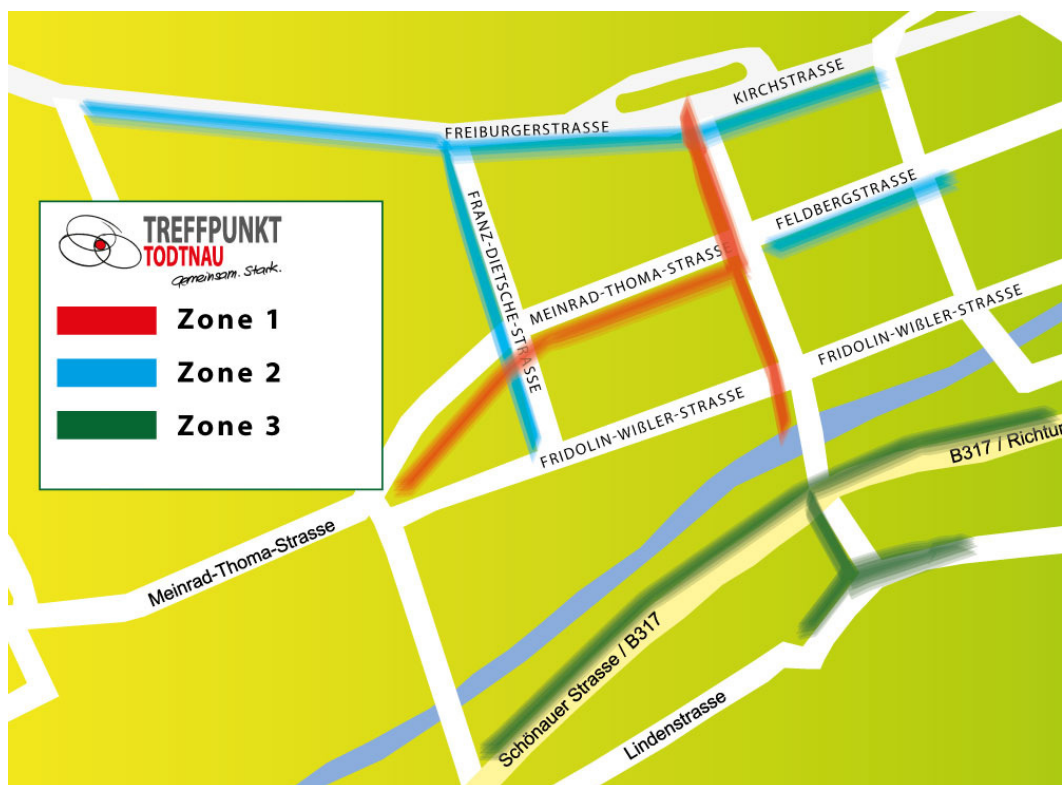 KIRCHSTRASSE
FREIBURGERSTRASSE
FELDBERGSTRASSE
FRANZ-DIETSCHE-STRASSE
MEINRAD-THOMA-STRASSE
FRIDOLIN-WIßLER-STRASSE
FRIDOLIN-WIßLER-STRASSE
TREFFPUNKT
TODTNAU
gemeinsam. Stark.
Zone 1
Zone 2
Zone 3
B317 / Richtun
Meinrad-Thoma-Strasse
Schönauer Strasse / B317
Lindenstrasse